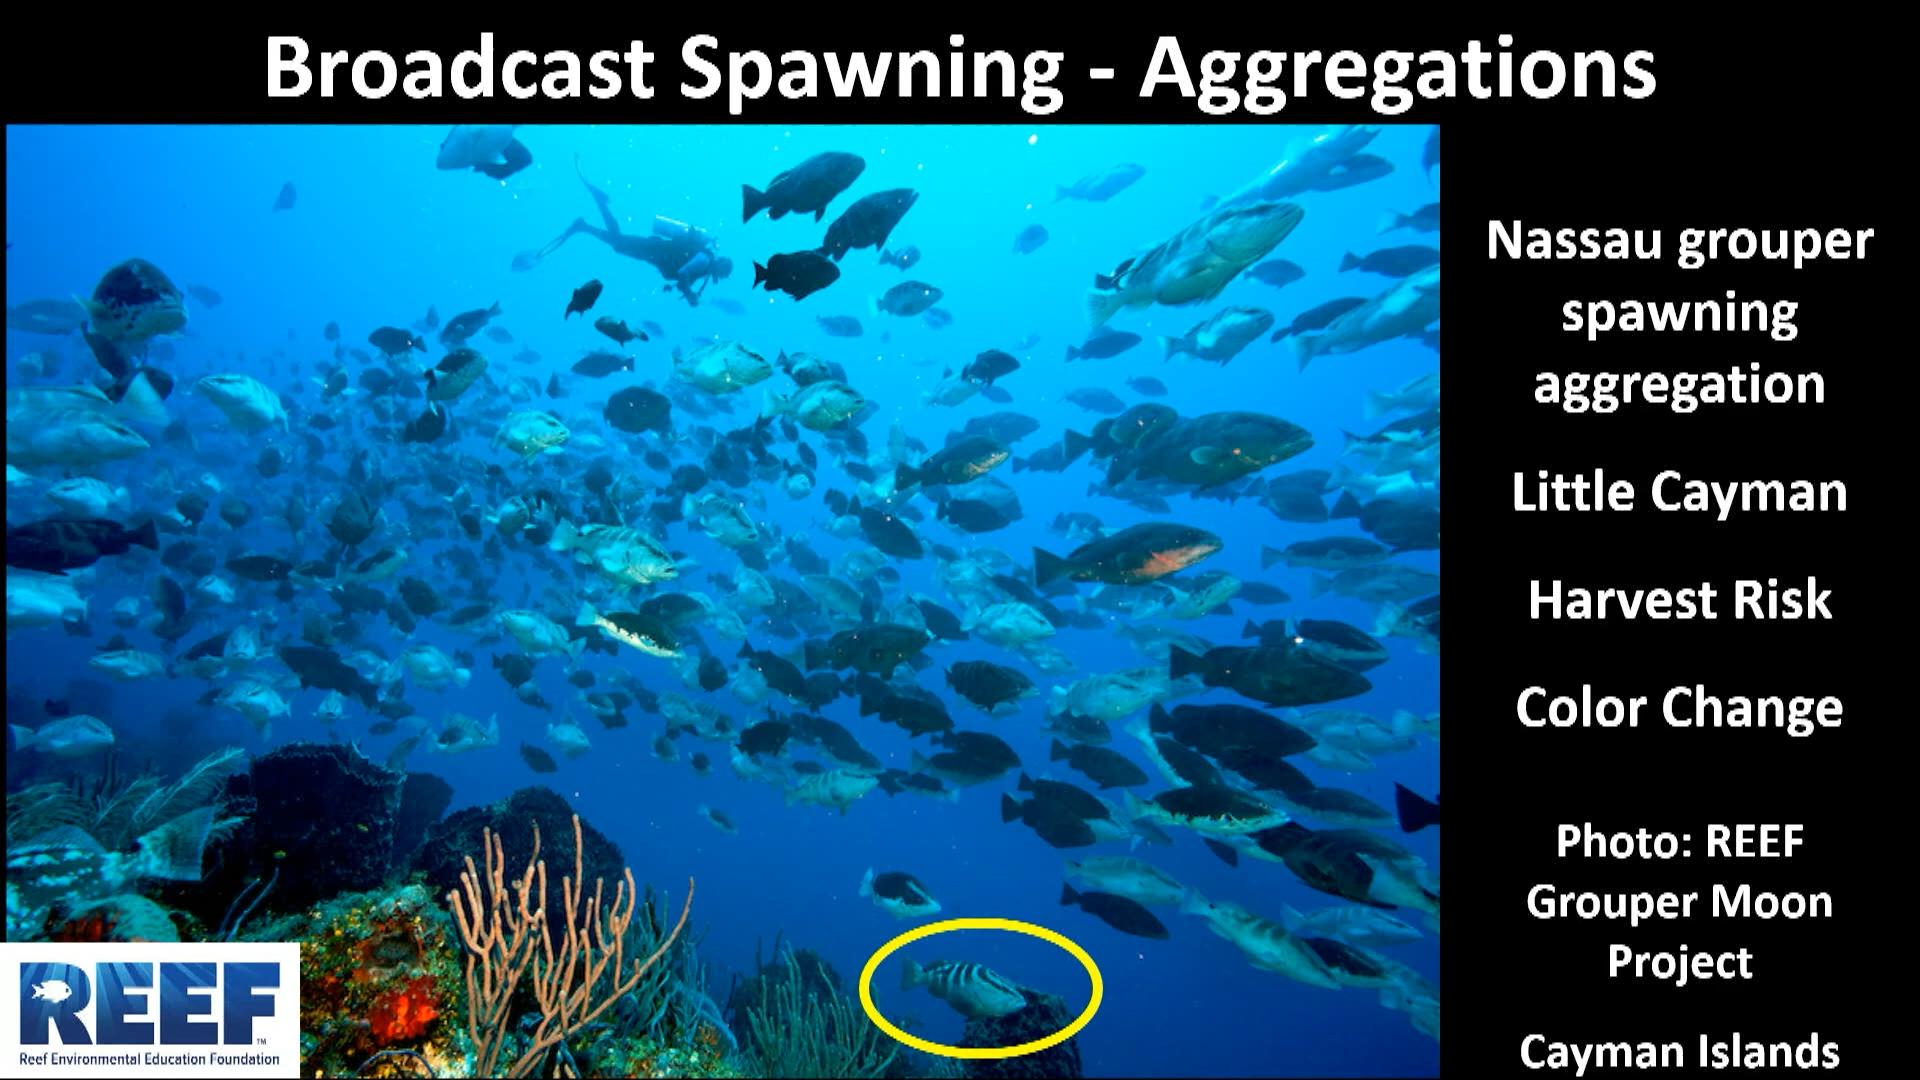 Broadcast Spawning - Aggregations
Nassau grouper
spawning
aggregation
Little Cayman
Harvest Risk
Color Change
Photo: REEF
Grouper Moon
Project
Cayman Islands
REEF™
Reef Environmental Education Foundation